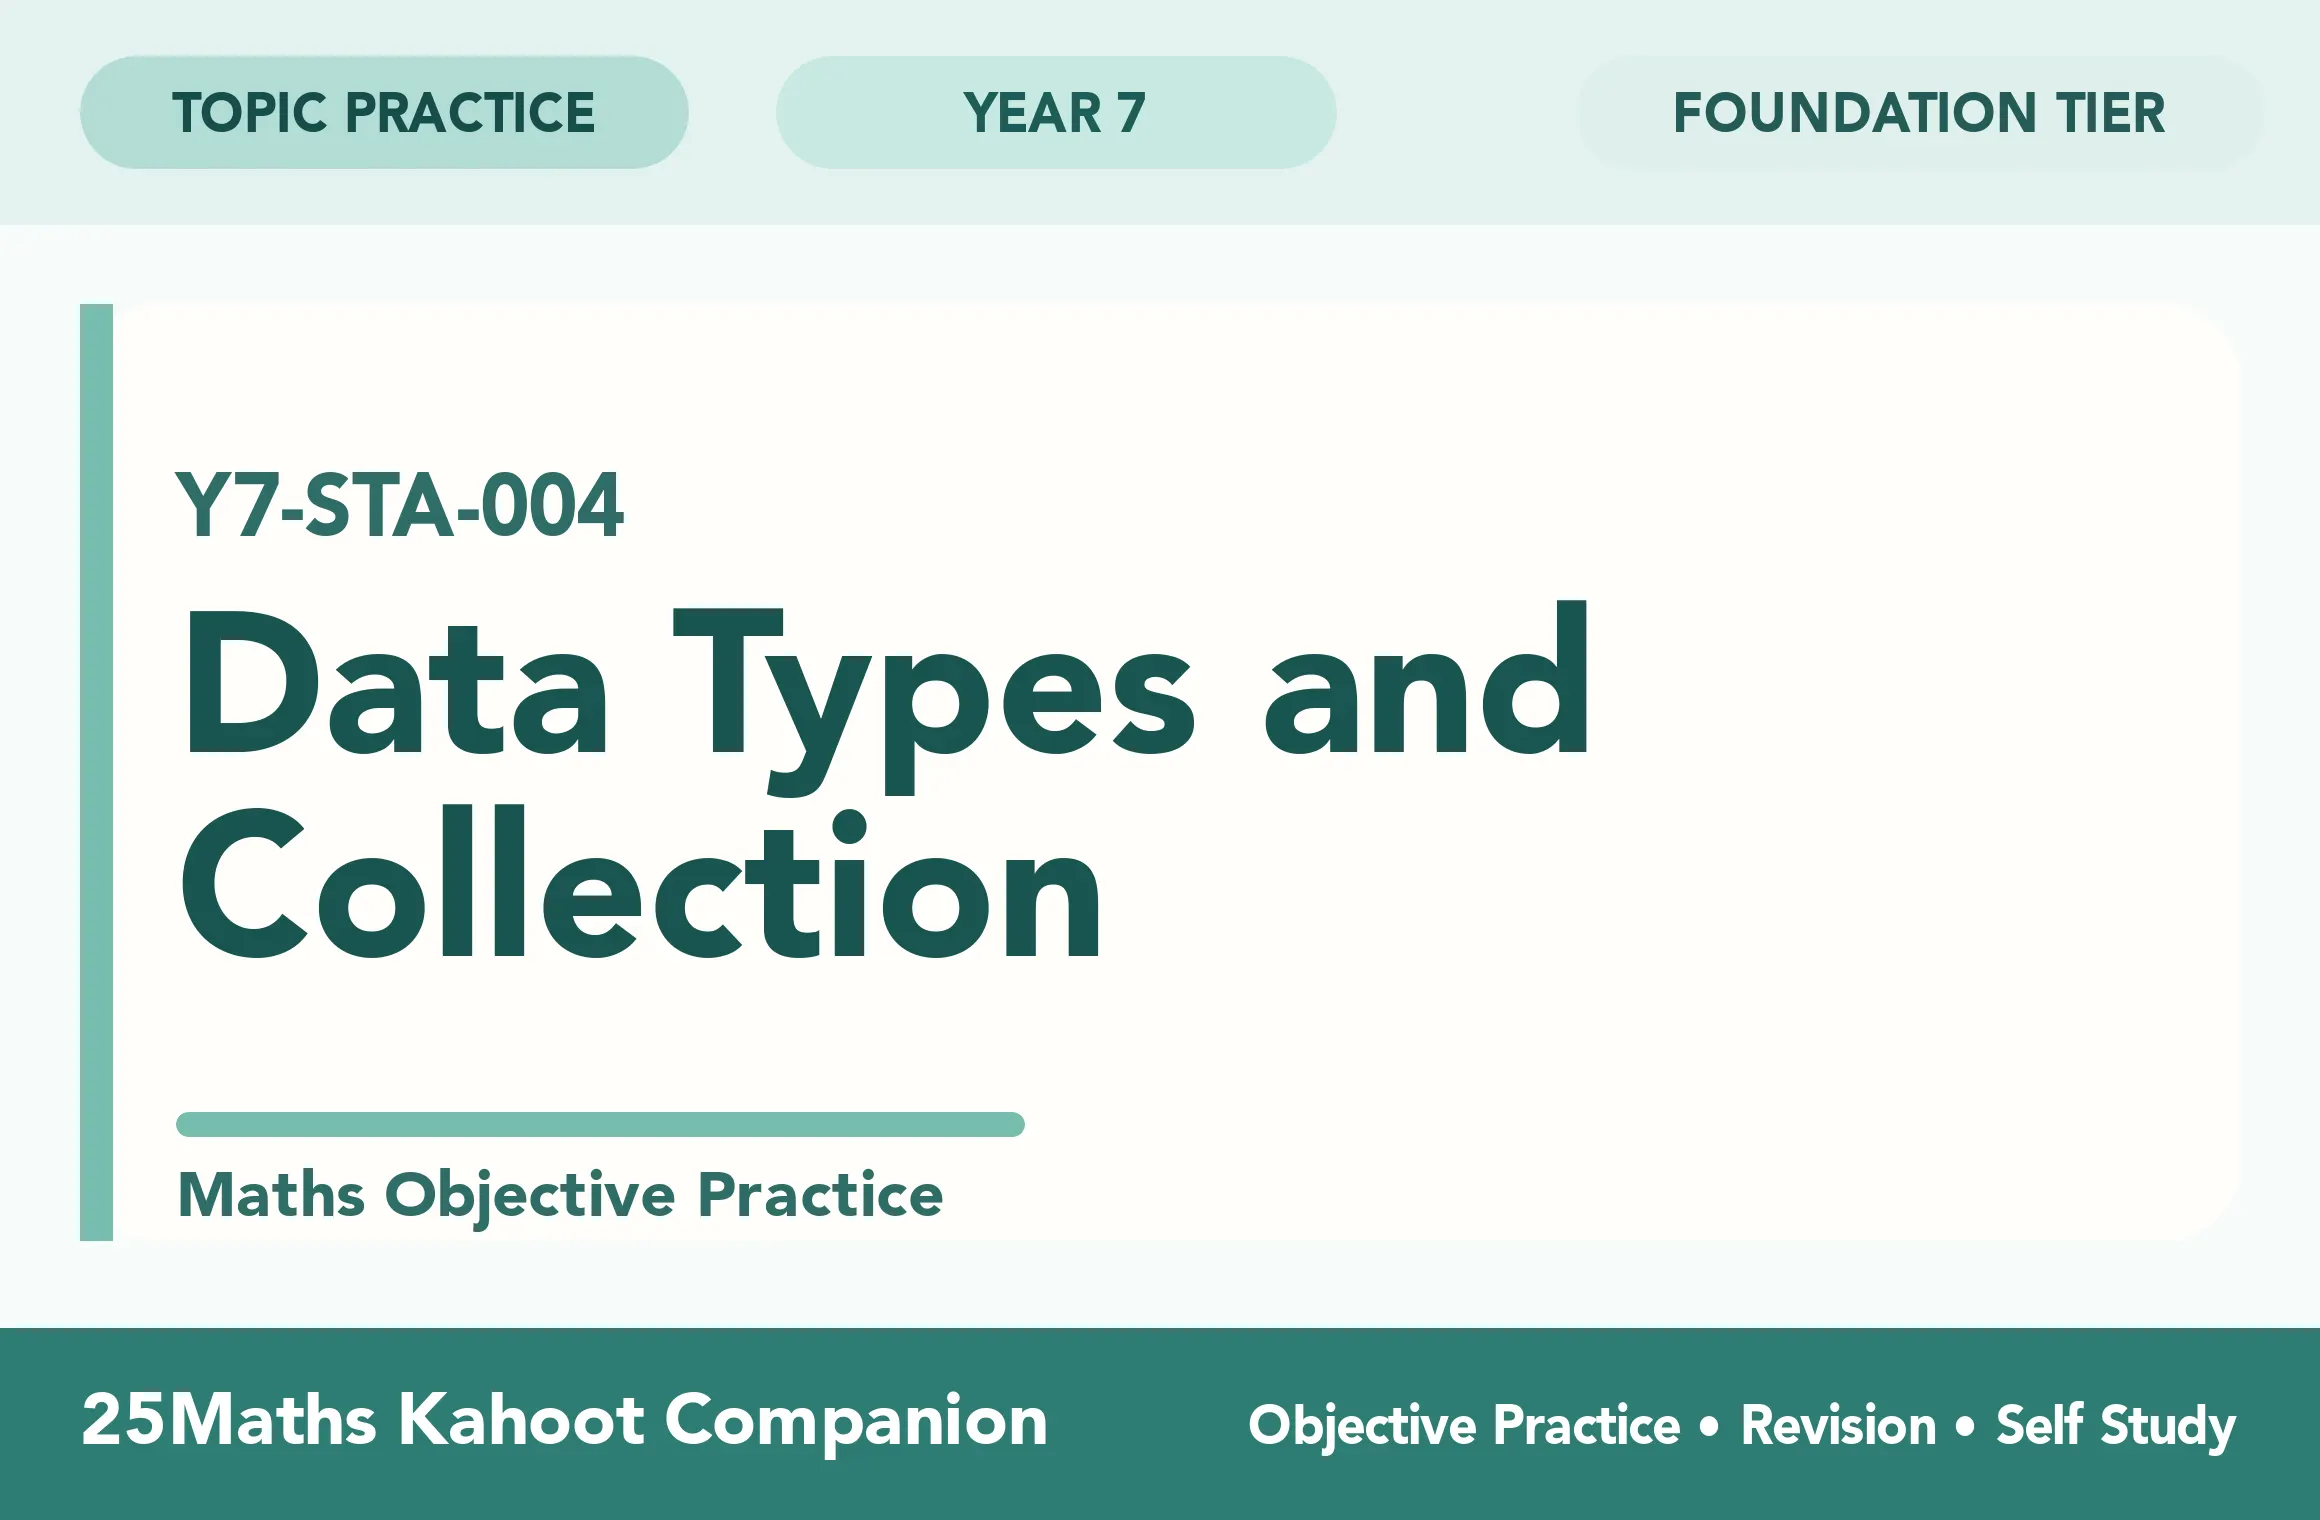 TOPIC PRACTICE
YEAR 7
FOUNDATION TIER
Y7-STA-004
Data Types and
Collection
Maths Objective Practice
25Maths Kahoot Companion
Objective Practice • Revision • Self Study